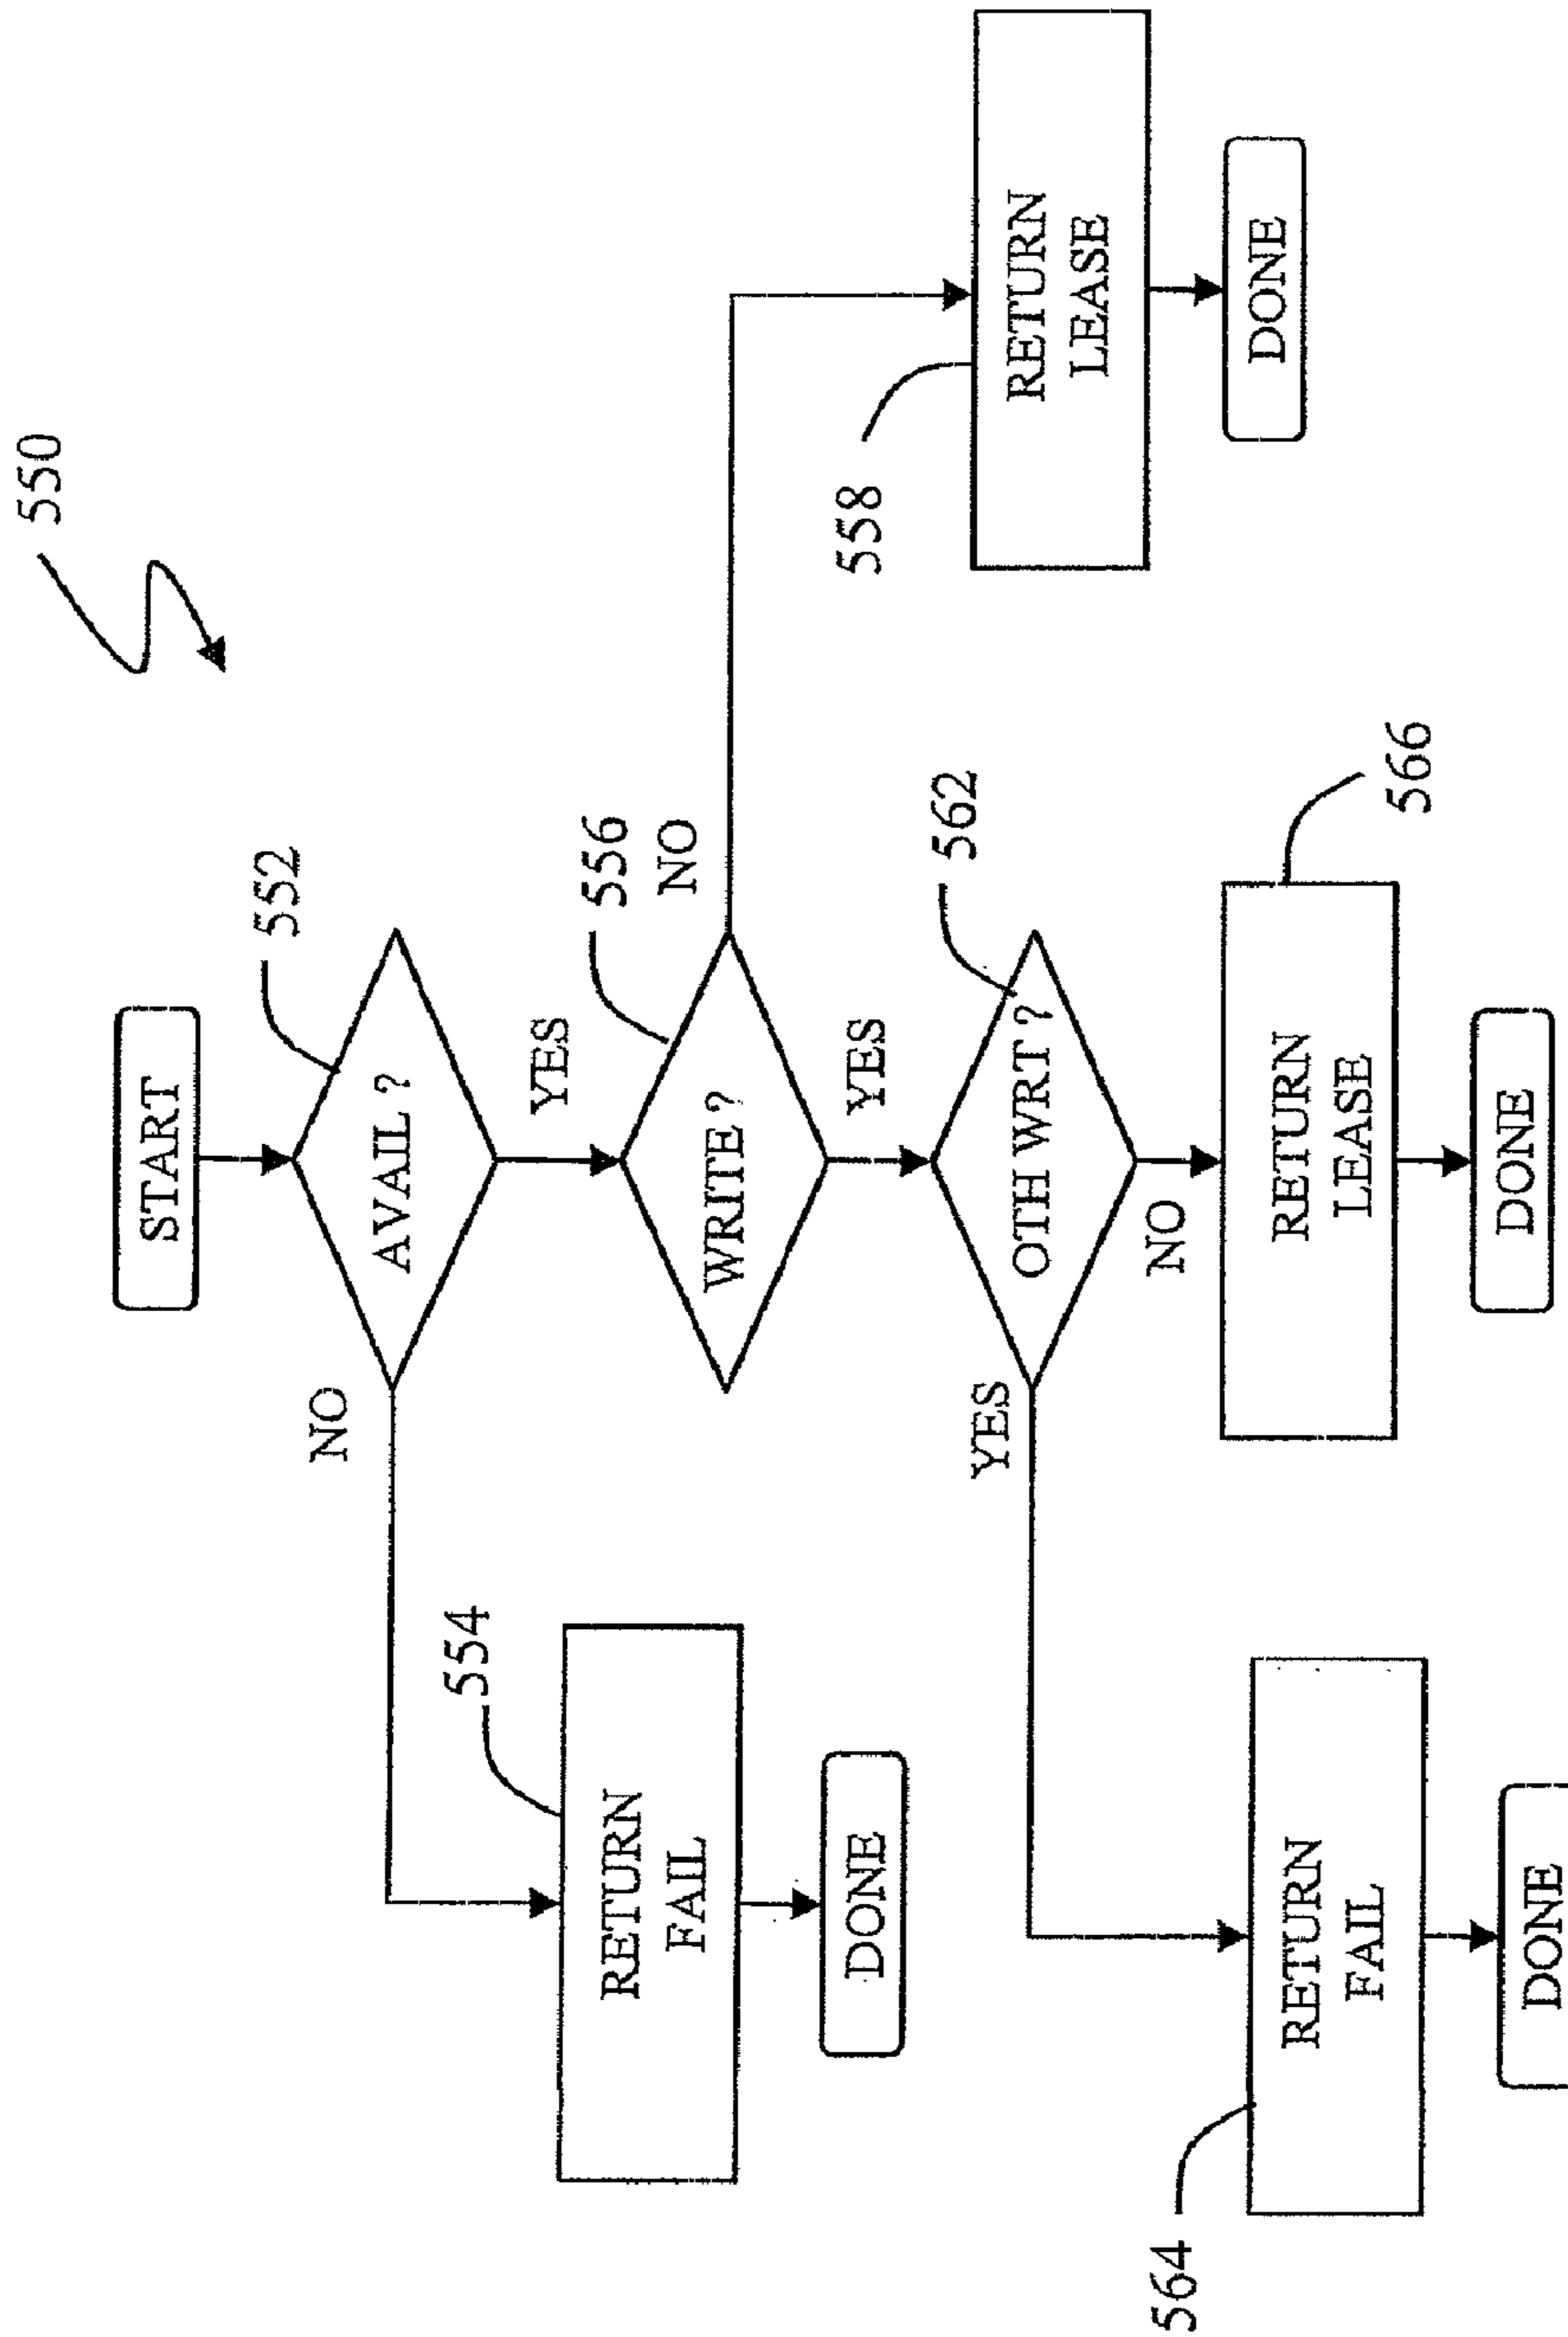 550
START
552
AVAIL ?
NO
YES
554
RETURN
FAIL
DONE
556
WRITE ?
NO
YES
558
RETURN
LEASE
DONE
562
OTH WRT ?
YES
NO
564
RETURN
FAIL
DONE
566
RETURN
LEASE
DONE